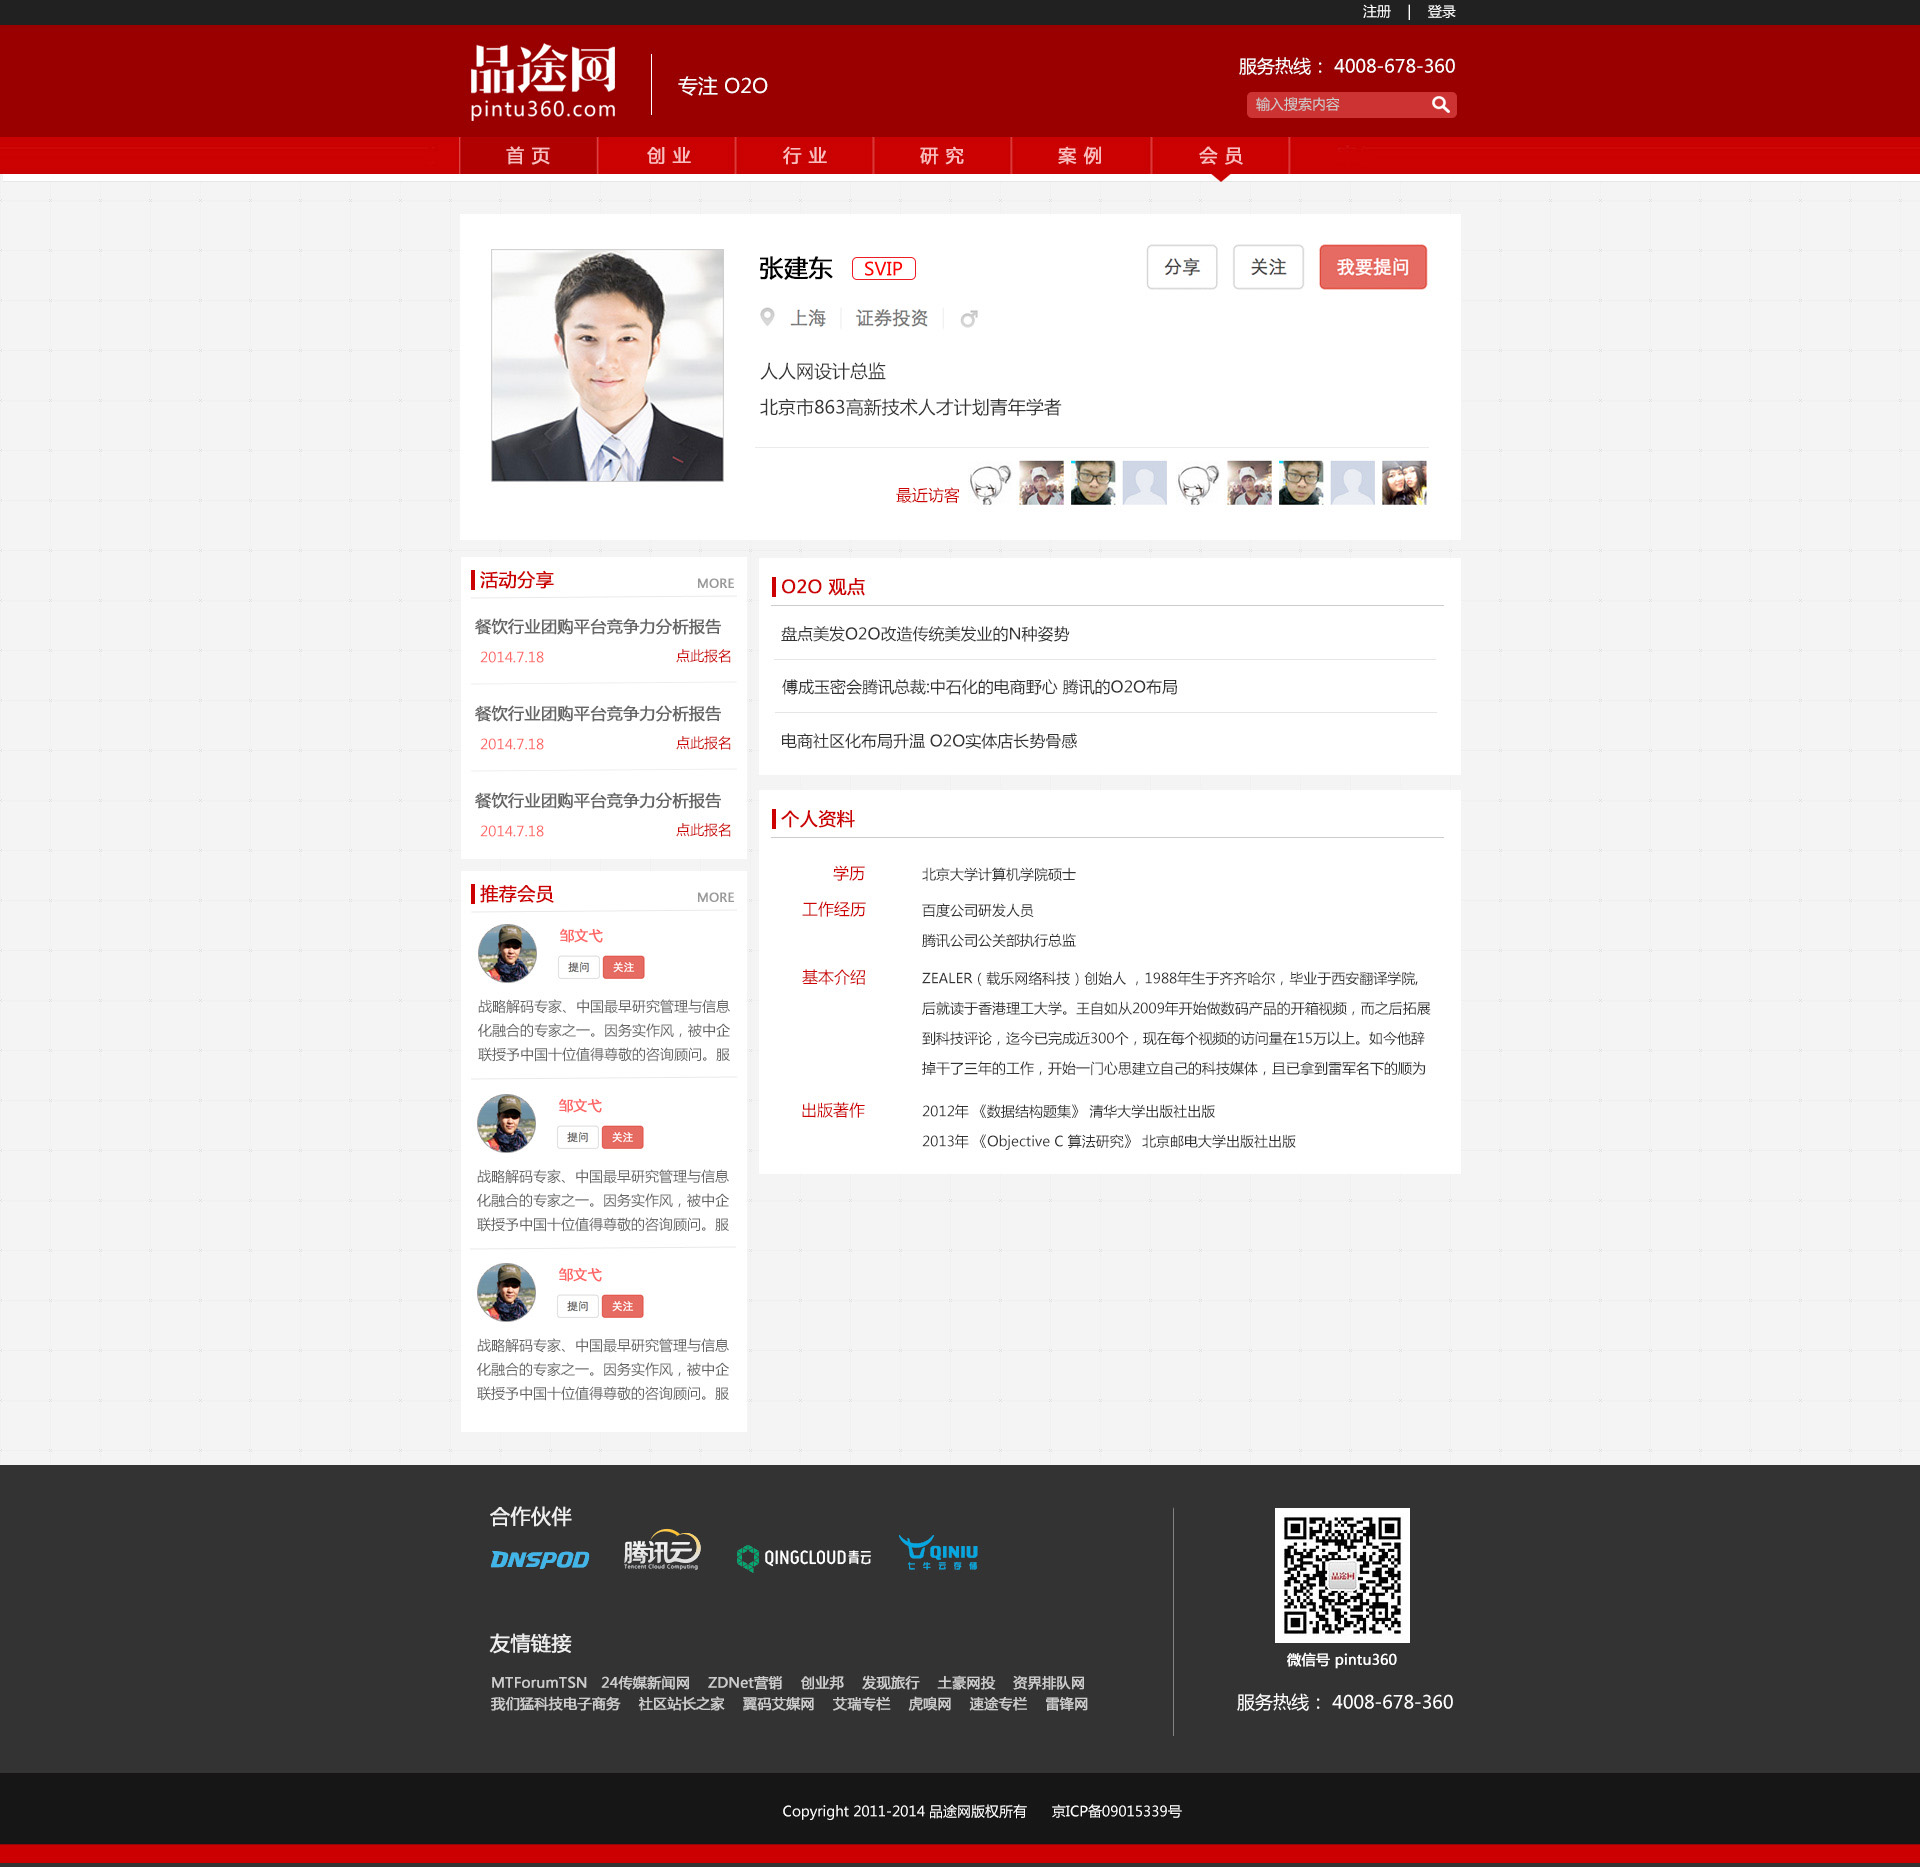 注册 | 登录
品途网
pintu360.com
专注 O2O
服务热线： 4008-678-360
输入搜索内容
首 页
创 业
行 业
研 究
案 例
会 员
张建东 SVIP
分享 关注 我要提问
上海 证券投资
人人网设计总监
北京市863高新技术人才计划青年学者
最近访客
活动分享 MORE
餐饮行业团购平台竞争力分析报告
2014.7.18 点此报名
餐饮行业团购平台竞争力分析报告
2014.7.18 点此报名
餐饮行业团购平台竞争力分析报告
2014.7.18 点此报名
推荐会员 MORE
邹文弋
提问 关注
战略解码专家、中国最早研究管理与信息
化融合的专家之一。因务实作风，被中企
联授予中国十位值得尊敬的咨询顾问。服
邹文弋
提问 关注
战略解码专家、中国最早研究管理与信息
化融合的专家之一。因务实作风，被中企
联授予中国十位值得尊敬的咨询顾问。服
邹文弋
提问 关注
战略解码专家、中国最早研究管理与信息
化融合的专家之一。因务实作风，被中企
联授予中国十位值得尊敬的咨询顾问。服
O2O 观点
盘点美发O2O改造传统美发业的N种姿势
傅成玉密会腾讯总裁:中石化的电商野心 腾讯的O2O布局
电商社区化布局升温 O2O实体店长势骨感
个人资料
学历 北京大学计算机学院硕士
工作经历 百度公司研发人员
腾讯公司公关部执行总监
基本介绍 ZEALER（载乐网络科技）创始人 ，1988年生于齐齐哈尔，毕业于西安翻译学院,
后就读于香港理工大学。王自如从2009年开始做数码产品的开箱视频，而之后拓展
到科技评论，迄今已完成近300个，现在每个视频的访问量在15万以上。如今他辞
掉干了三年的工作，开始一门心思建立自己的科技媒体，且已拿到雷军名下的顺为
出版著作 2012年 《数据结构题集》 清华大学出版社出版
2013年 《Objective C 算法研究》 北京邮电大学出版社出版
合作伙伴
DNSPOD
腾讯云
Tencent Cloud Computing
QINGCLOUD青云
QINIU
七牛云存储
友情链接
MTForumTSN 24传媒新闻网 ZDNet营销 创业邦 发现旅行 土豪网投 资界排队网
我们猛科技电子商务 社区站长之家 翼码艾媒网 艾瑞专栏 虎嗅网 速途专栏 雷锋网
品途网
微信号 pintu360
服务热线： 4008-678-360
Copyright 2011-2014 品途网版权所有 京ICP备09015339号